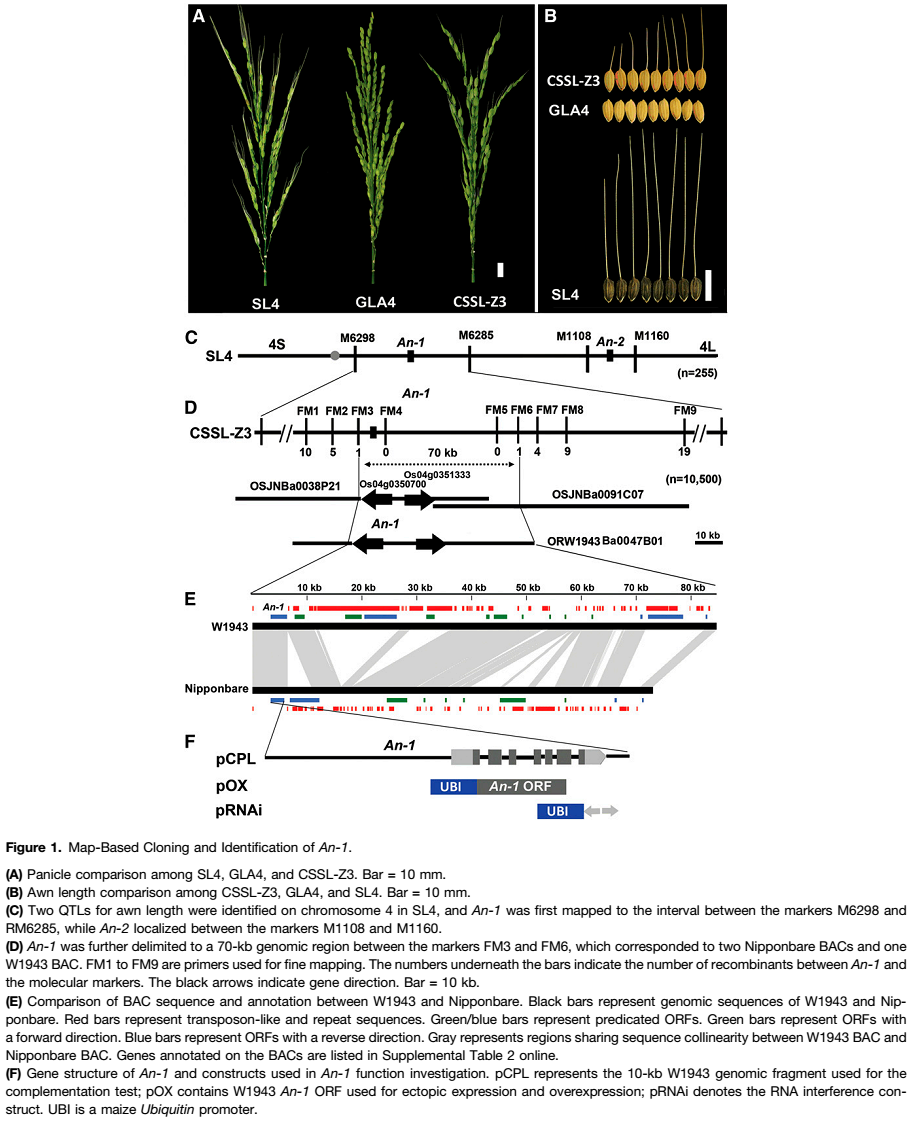 A
B
CSSL-Z3
GLA4
SL4
SL4 GLA4 CSSL-Z3
C
SL4 4S M6298 An-1 M6285 M1108 An-2 M1160 4L
(n=255)
An-1
D
FM1 FM2 FM3 FM4 FM5 FM6 FM7 FM8 FM9
CSSL-Z3
10 5 1 0 70 kb 0 1 4 9 19
Os04g0351333
(n=10,500)
OSJNBa0038P21 Os04g0350700 OSJNBa0091C07
An-1
ORW1943Ba0047B01 10 kb
10 kb 20 kb 30 kb 40 kb 50 kb 60 kb 70 kb 80 kb
E
An-1
W1943
Nipponbare
F
pCPL An-1
pOX UBI An-1 ORF
pRNAi UBI
Figure 1. Map-Based Cloning and Identification of An-1.
(A) Panicle comparison among SL4, GLA4, and CSSL-Z3. Bar = 10 mm.
(B) Awn length comparison among CSSL-Z3, GLA4, and SL4. Bar = 10 mm.
(C) Two QTLs for awn length were identified on chromosome 4 in SL4, and An-1 was first mapped to the interval between the markers M6298 and
RM6285, while An-2 localized between the markers M1108 and M1160.
(D) An-1 was further delimited to a 70-kb genomic region between the markers FM3 and FM6, which corresponded to two Nipponbare BACs and one
W1943 BAC. FM1 to FM9 are primers used for fine mapping. The numbers underneath the bars indicate the number of recombinants between An-1 and
the molecular markers. The black arrows indicate gene direction. Bar = 10 kb.
(E) Comparison of BAC sequence and annotation between W1943 and Nipponbare. Black bars represent genomic sequences of W1943 and Nip-
ponbare. Red bars represent transposon-like and repeat sequences. Green/blue bars represent predicated ORFs. Green bars represent ORFs with
a forward direction. Blue bars represent ORFs with a reverse direction. Gray represents regions sharing sequence collinearity between W1943 BAC and
Nipponbare BAC. Genes annotated on the BACs are listed in Supplemental Table 2 online.
(F) Gene structure of An-1 and constructs used in An-1 function investigation. pCPL represents the 10-kb W1943 genomic fragment used for the
complementation test; pOX contains W1943 An-1 ORF used for ectopic expression and overexpression; pRNAi denotes the RNA interference con-
struct. UBI is a maize Ubiquitin promoter.